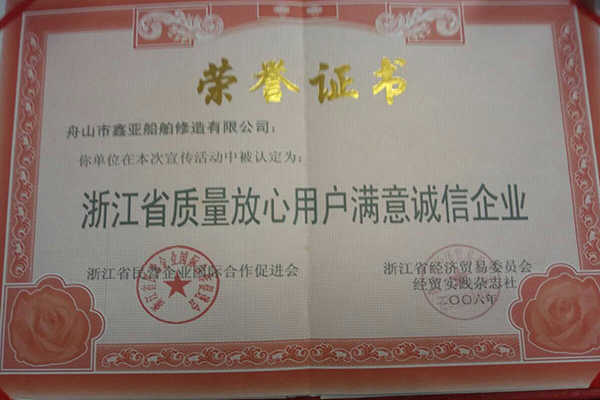 荣誉证书
舟山市鑫亚船舶修造有限公司：
你单位在本次宣传活动中被认定为：
浙江省质量放心用户满意诚信企业
浙江省民营企业国际合作促进会
浙江省经济贸易委员会
经贸实践杂志社
二〇〇六年